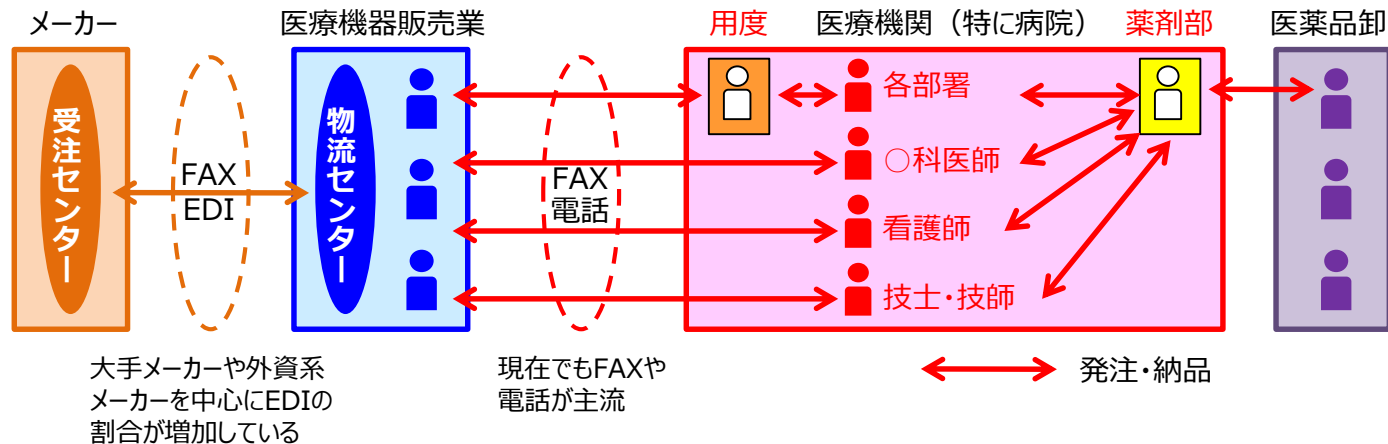 メーカー
医療機器販売業
用度
医療機関（特に病院）
薬剤部
医薬品卸
受注センター
FAX
EDI
物流センター
FAX
電話
各部署
○科医師
看護師
技士・技師
大手メーカーや外資系
メーカーを中心にEDIの
割合が増加している
現在でもFAXや
電話が主流
発注・納品